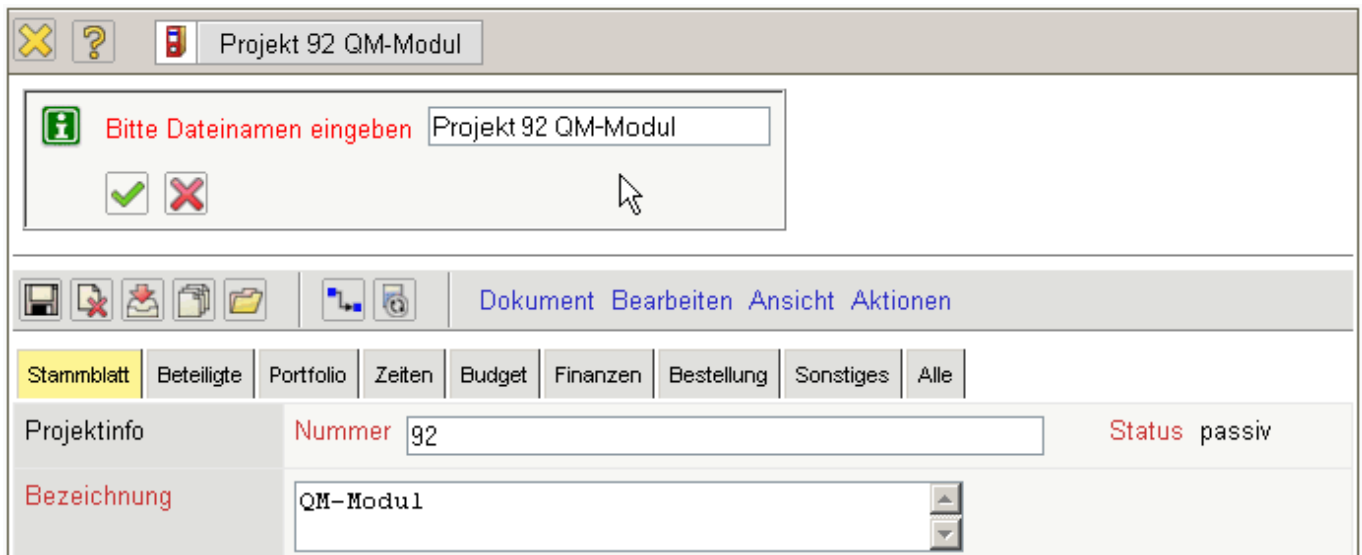 Projekt 92 QM-Modul
Bitte Dateinamen eingeben Projekt 92 QM-Modul
Dokument Bearbeiten Ansicht Aktionen
Stammblatt Beteiligte Portfolio Zeiten Budget Finanzen Bestellung Sonstiges Alle
Projektinfo Nummer 92 Status passiv
Bezeichnung QM-Modul